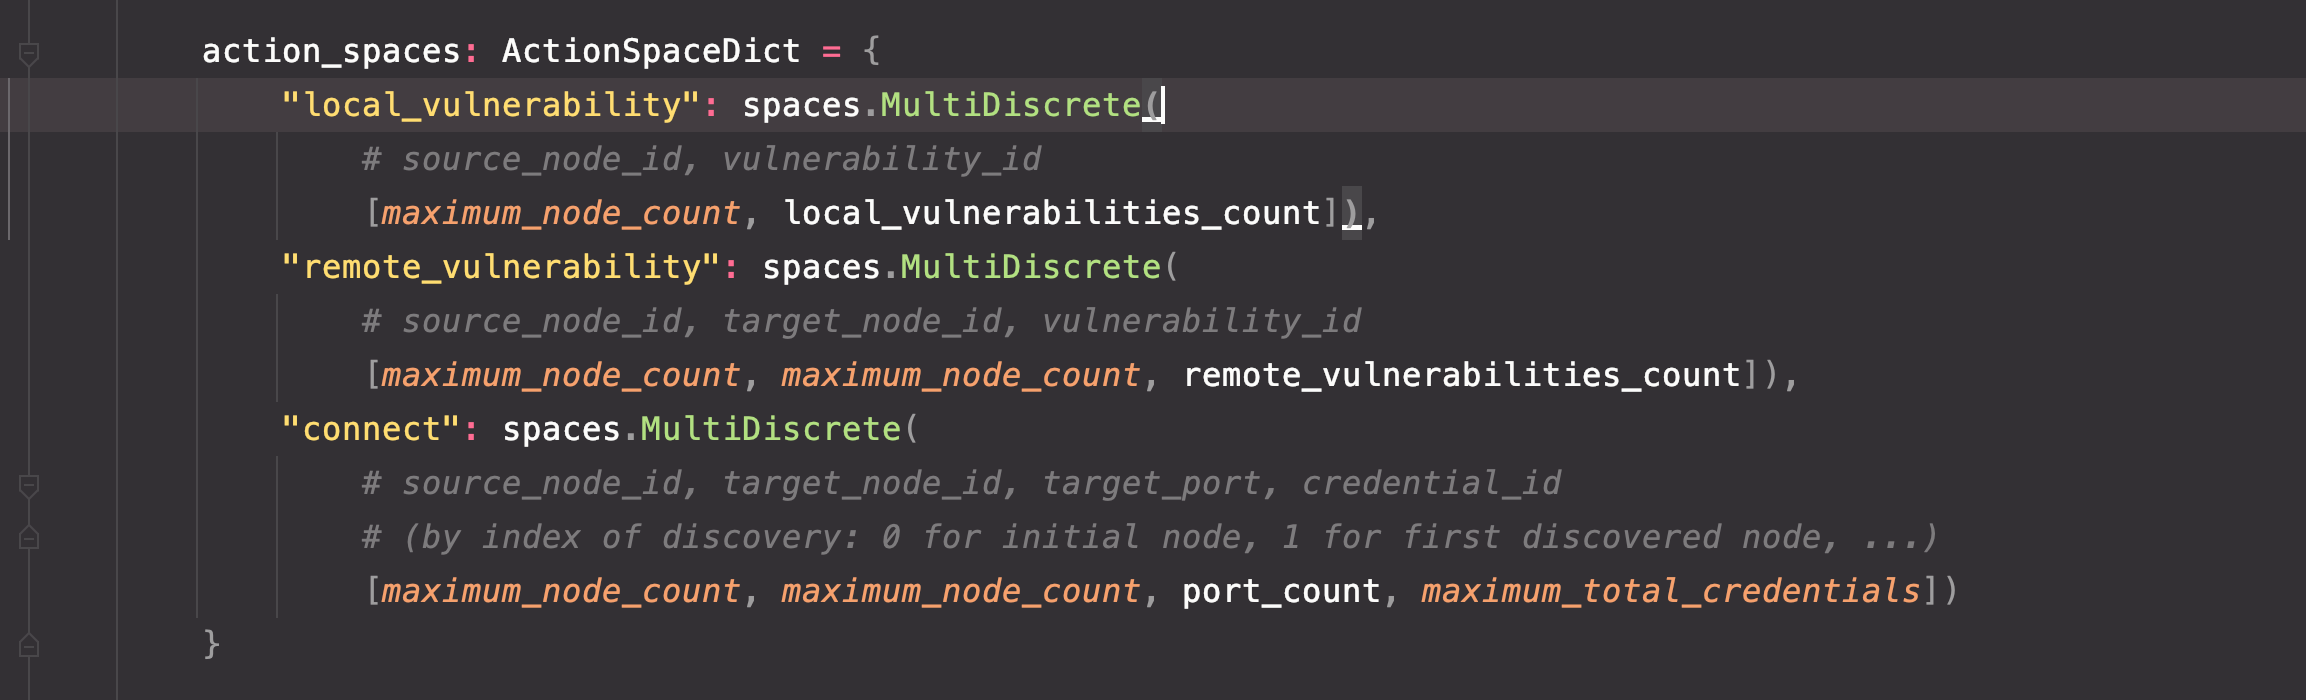 action_spaces: ActionSpaceDict = {
    "local_vulnerability": spaces.MultiDiscrete(
        # source_node_id, vulnerability_id
        [maximum_node_count, local_vulnerabilities_count]),
    "remote_vulnerability": spaces.MultiDiscrete(
        # source_node_id, target_node_id, vulnerability_id
        [maximum_node_count, maximum_node_count, remote_vulnerabilities_count]),
    "connect": spaces.MultiDiscrete(
        # source_node_id, target_node_id, target_port, credential_id
        # (by index of discovery: 0 for initial node, 1 for first discovered node, ...)
        [maximum_node_count, maximum_node_count, port_count, maximum_total_credentials])
}